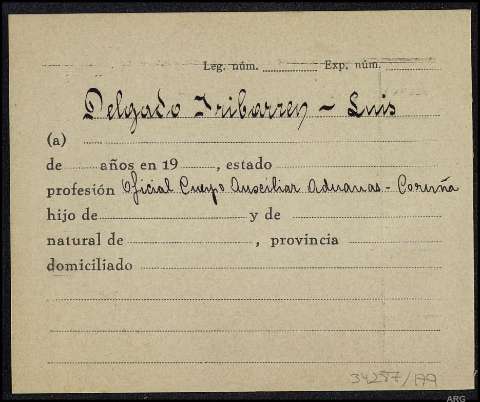 Leg. núm. Exp. núm.
Delgado Iribarren - Luis
(a)
de años en 19 , estado
profesión Oficial Cuerpo Auxciliar Aduanas - Coruña
hijo de y de
natural de , provincia
domiciliado
34257/199
ARG